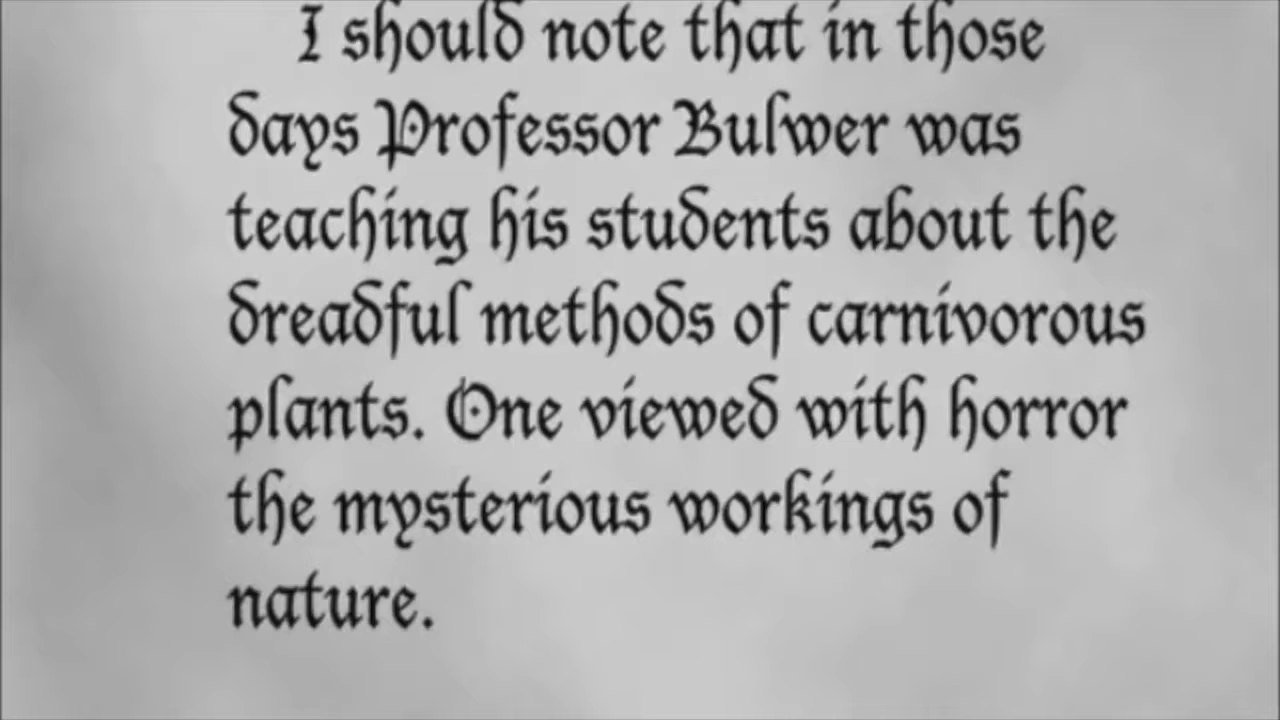 I should note that in those
days Professor Bulwer was
teaching his students about the
dreadful methods of carnivorous
plants. One viewed with horror
the mysterious workings of
nature.